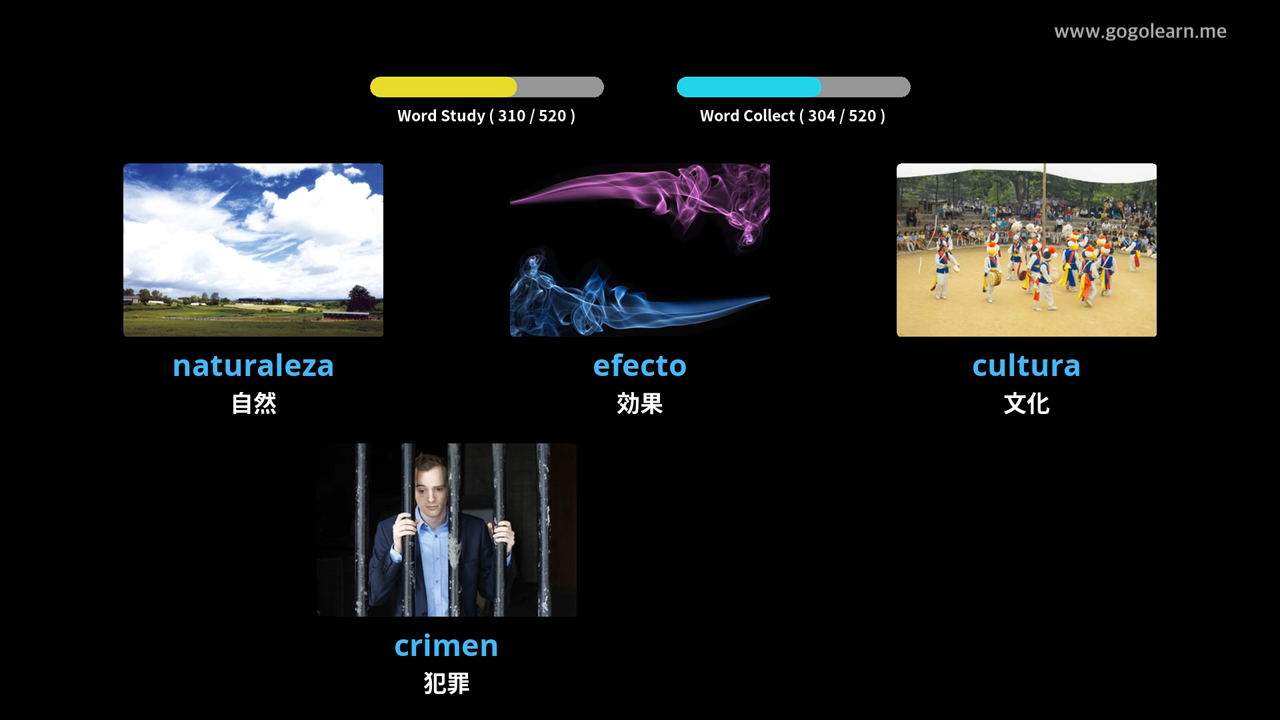 www.gogolearn.me
Word Study ( 310 / 520 )
Word Collect ( 304 / 520 )
naturaleza
自然
efecto
効果
cultura
文化
crimen
犯罪